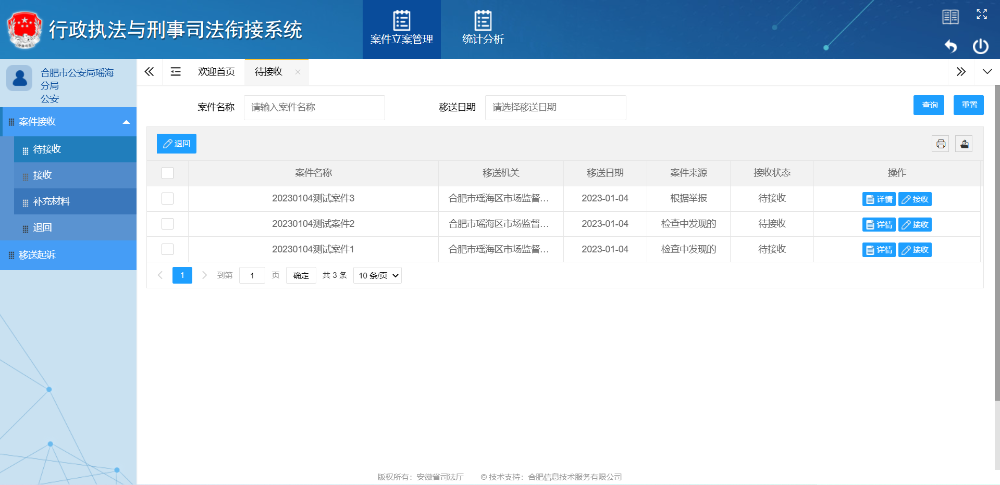 行政执法与刑事司法衔接系统
案件立案管理
统计分析
合肥市公安局瑶海
分局
公安
欢迎首页
待接收
案件接收
待接收
接收
补充材料
退回
移送起诉
案件名称 请输入案件名称 移送日期 请选择移送日期 查询 重置
退回
案件名称 移送机关 移送日期 案件来源 接收状态 操作
20230104测试案件3 合肥市瑶海区市场监督... 2023-01-04 根据举报 待接收 详情 接收
20230104测试案件2 合肥市瑶海区市场监督... 2023-01-04 检查中发现的 待接收 详情 接收
20230104测试案件1 合肥市瑶海区市场监督... 2023-01-04 检查中发现的 待接收 详情 接收
1 到第 1 页 确定 共 3 条 10 条/页
版权所有：安徽省司法厅 © 技术支持：合肥信息技术服务有限公司